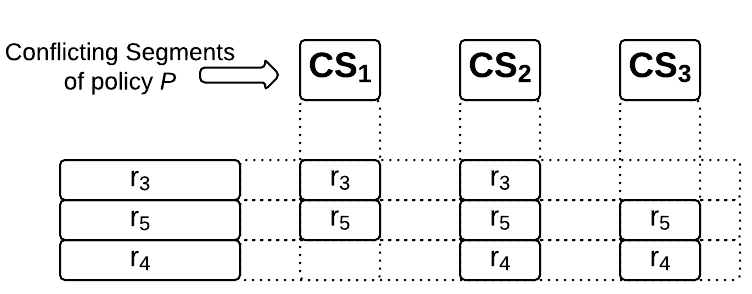 Conflicting Segments
of policy P
CS₁ CS₂ CS₃
r₃ r₃ r₃
r₅ r₅ r₅ r₅
r₄ r₄ r₄